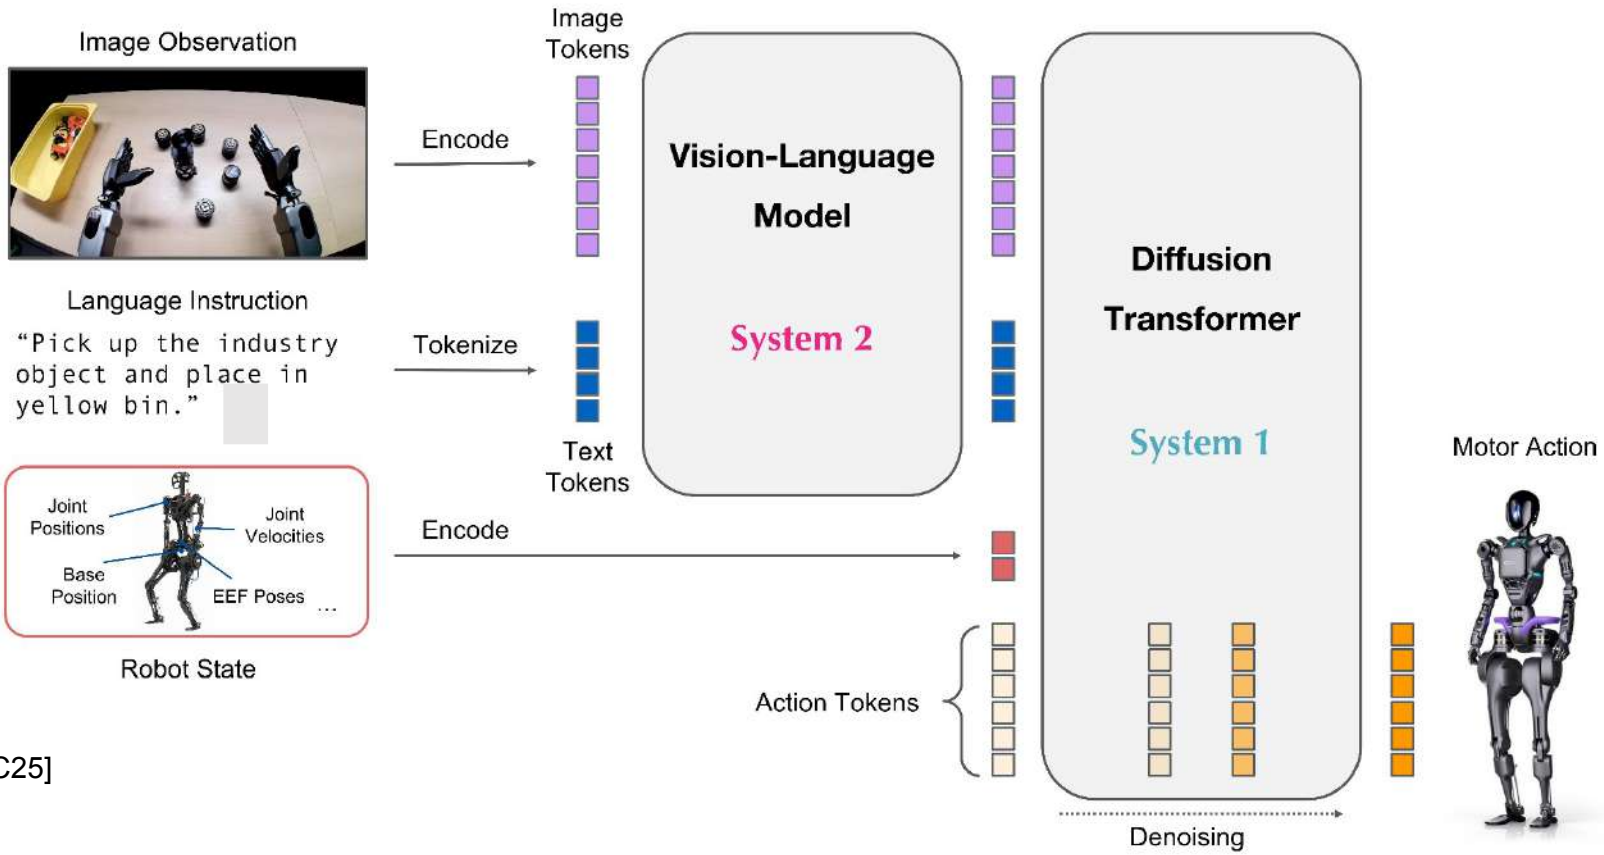 Image Observation
Encode
Image
Tokens
Vision-Language
Model
System 2
Language Instruction
“Pick up the industry
object and place in
yellow bin.”
Tokenize
Text
Tokens
Diffusion
Transformer
System 1
Joint
Positions
Joint
Velocities
Base
Position
EEF Poses
...
Robot State
Encode
Action Tokens
Denoising
Motor Action
C25]